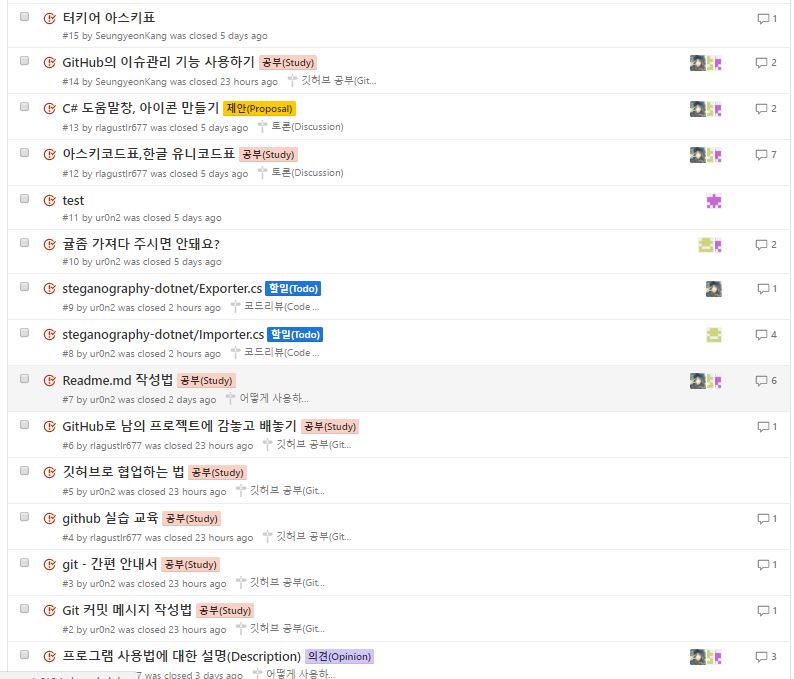 터키어 아스키표 1
#15 by SeungyeonKang was closed 5 days ago
GitHub의 이슈관리 기능 사용하기 공부(Study) 2
#14 by SeungyeonKang was closed 23 hours ago 깃허브 공부(Git...
C# 도움말창, 아이콘 만들기 제안(Proposal) 2
#13 by rlagustlr677 was closed 5 days ago 토론(Discussion)
아스키코드표,한글 유니코드표 공부(Study) 7
#12 by rlagustlr677 was closed 5 days ago 토론(Discussion)
test
#11 by ur0n2 was closed 5 days ago
귤좀 가져다 주시면 안돼요? 2
#10 by ur0n2 was closed 5 days ago
steganography-dotnet/Exporter.cs 할일(Todo) 1
#9 by ur0n2 was closed 2 hours ago 코드리뷰(Code ...
steganography-dotnet/Importer.cs 할일(Todo) 4
#8 by ur0n2 was closed 2 hours ago 코드리뷰(Code ...
Readme.md 작성법 공부(Study) 6
#7 by ur0n2 was closed 2 days ago 어떻게 사용하...
GitHub로 남의 프로젝트에 감놓고 배놓기 공부(Study) 1
#6 by rlagustlr677 was closed 23 hours ago 깃허브 공부(Git...
깃허브로 협업하는 법 공부(Study)
#5 by ur0n2 was closed 23 hours ago 깃허브 공부(Git...
github 실습 교육 공부(Study) 1
#4 by rlagustlr677 was closed 23 hours ago 깃허브 공부(Git...
git - 간편 안내서 공부(Study) 1
#3 by ur0n2 was closed 23 hours ago 깃허브 공부(Git...
Git 커밋 메시지 작성법 공부(Study) 1
#2 by ur0n2 was closed 23 hours ago 깃허브 공부(Git...
프로그램 사용법에 대한 설명(Description) 의견(Opinion) 3
7 was closed 3 days ago 어떻게 사용하...